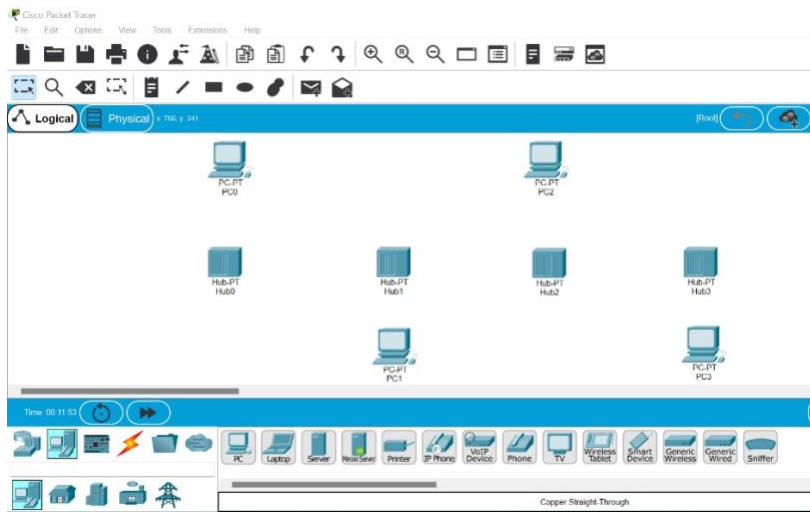 Cisco Packet Tracer
File Edit Options View Tools Extensions Help
Logical Physical x: 766, y: 241 [Root]
PC-PT
PC0
PC-PT
PC2
Hub-PT
Hub0
Hub-PT
Hub1
Hub-PT
Hub2
Hub-PT
Hub3
PC-PT
PC1
PC-PT
PC3
Time: 00:11:53
PC Laptop Server Meraki Server Printer IP Phone VoIP Device Phone TV Wireless Tablet Smart Device Generic Wireless Generic Wired Sniffer
Copper Straight-Through